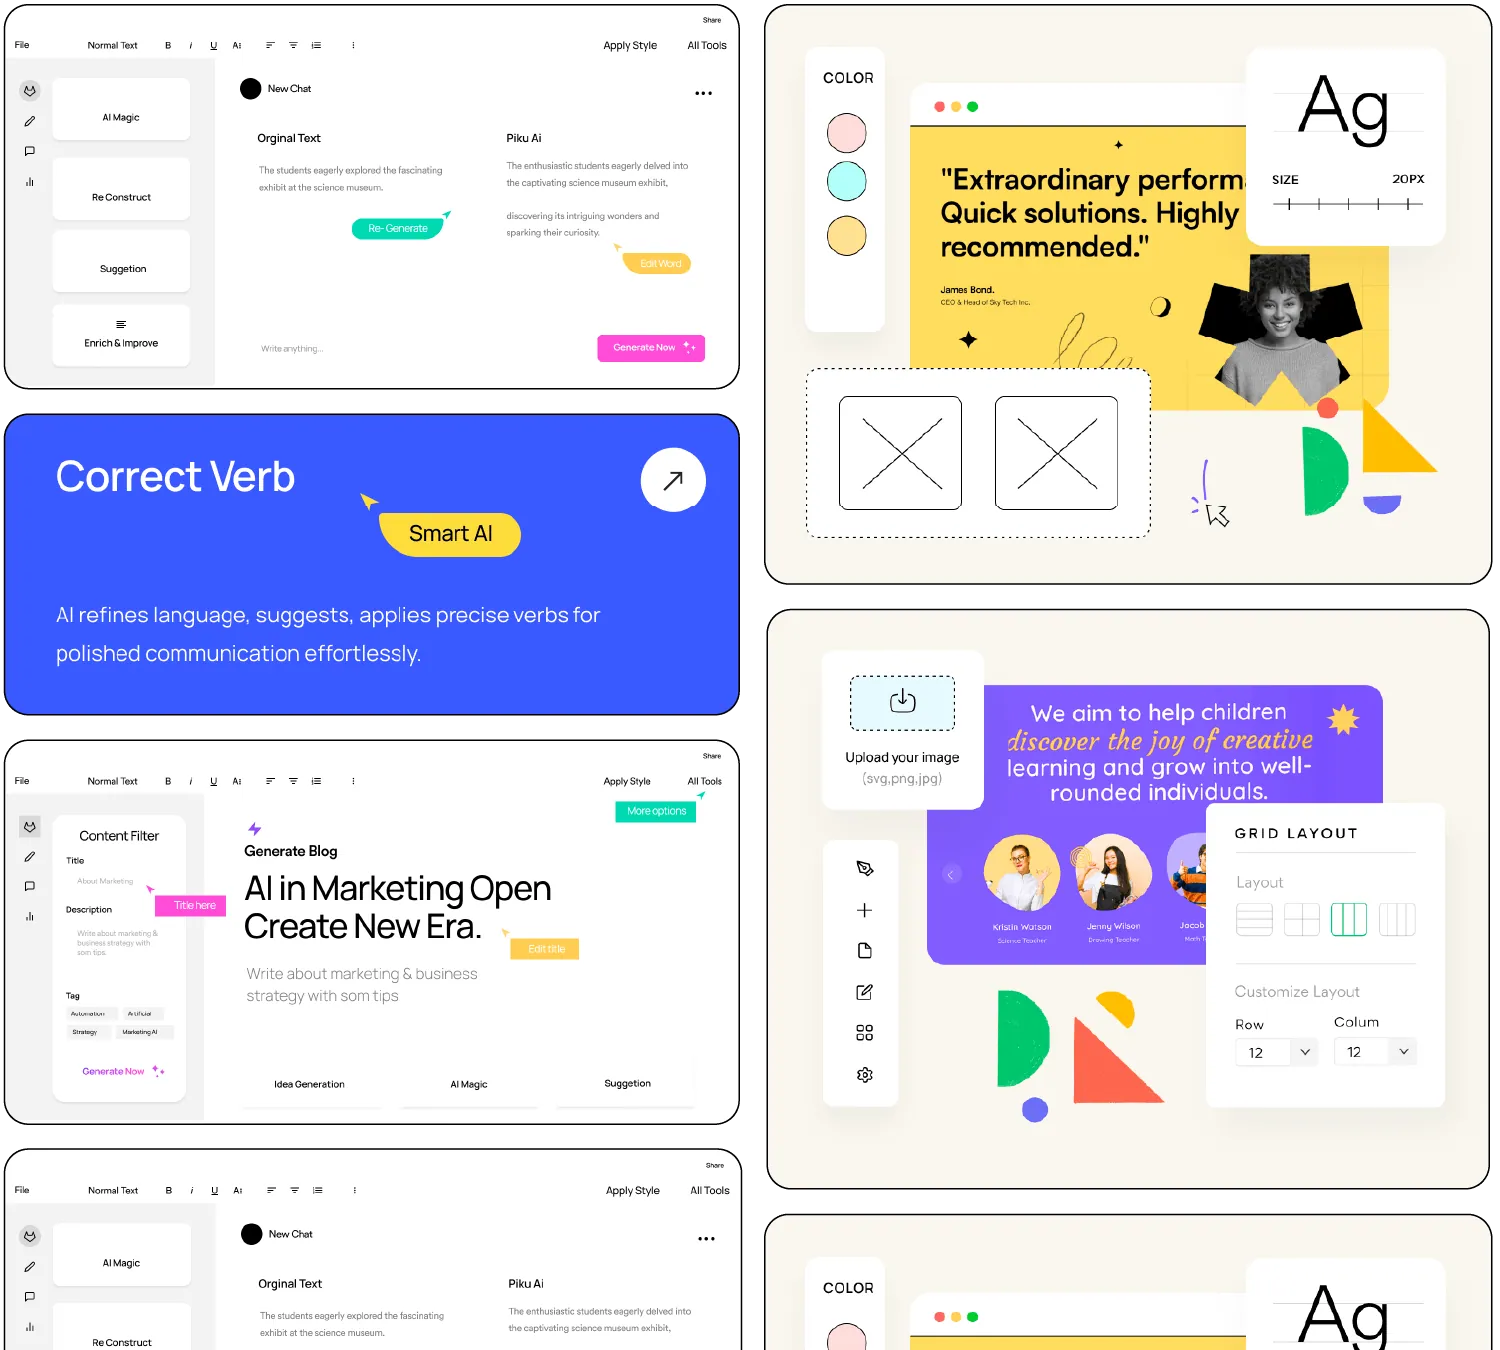 Share
File
Normal Text
B
i
U
A
Apply Style
All Tools
New Chat
AI Magic
Re Construct
Suggetion
Enrich & Improve
Orginal Text
The students eagerly explored the fascinating
exhibit at the science museum.
Re- Generate
Piku Ai
The enthusiastic students eagerly delved into
the captivating science museum exhibit,
discovering its intriguing wonders and
sparking their curiosity.
Edit Word
Write anything...
Generate Now
Correct Verb
Smart AI
AI refines language, suggests, applies precise verbs for
polished communication effortlessly.
Share
File
Normal Text
B
i
U
A
Apply Style
All Tools
More options
Content Filter
Title
About Marketing
Title here
Description
Write about marketing &
business strategy with
som tips
Tag
Automation
Artificial
Strategy
Marketing AI
Generate Now
Generate Blog
AI in Marketing Open
Create New Era.
Edit title
Write about marketing & business
strategy with som tips
Idea Generation
AI Magic
Suggetion
Share
File
Normal Text
B
i
U
A
Apply Style
All Tools
New Chat
AI Magic
Re Construct
Orginal Text
The students eagerly explored the fascinating
exhibit at the science museum.
Piku Ai
The enthusiastic students eagerly delved into
the captivating science museum exhibit,
COLOR
"Extraordinary perform
Quick solutions. Highly
recommended."
James Bond.
CEO & Head of Sky Tech Inc.
Ag
SIZE
20PX
Upload your image
(svg,png,jpg)
We aim to help children
discover the joy of creative
learning and grow into well-
rounded individuals.
Kristin Watson
Science Teacher
Jenny Wilson
Drawing Teacher
Jacob
Math T
GRID LAYOUT
Layout
Customize Layout
Row
Colum
12
12
COLOR
Ag